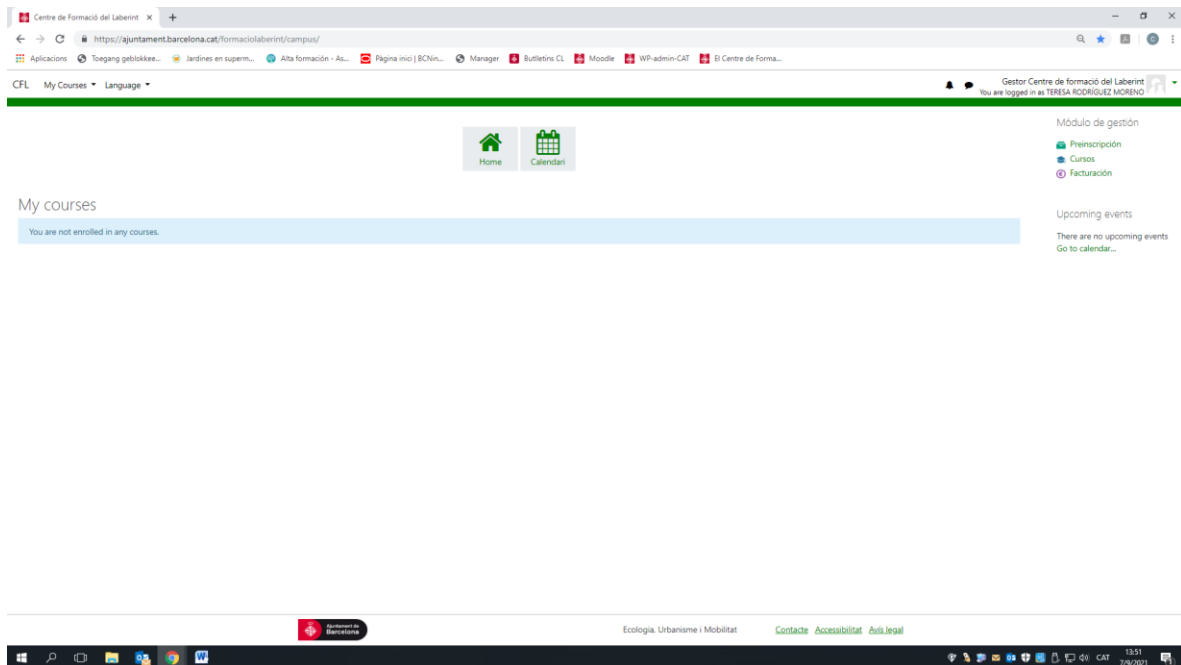 Centre de Formació del Laberint
https://ajuntament.barcelona.cat/formaciolaberint/campus/
Aplicacions Toegang geblokkee... Jardines en superm... Alta formación - As... Página inici | BCNin... Manager Butlletins CL Moodle WP-admin-CAT El Centre de Forma...
CFL My Courses Language
Gestor Centre de formació del Laberint
You are logged in as TERESA RODRÍGUEZ MORENO
Home Calendari
My courses
You are not enrolled in any courses.
Módulo de gestión
Preinscripción
Cursos
Facturación
Upcoming events
There are no upcoming events
Go to calendar...
Ajuntament de
Barcelona
Ecologia, Urbanisme i Mobilitat Contacte Accessibilitat Avís legal
CAT
13:51
7/9/2021